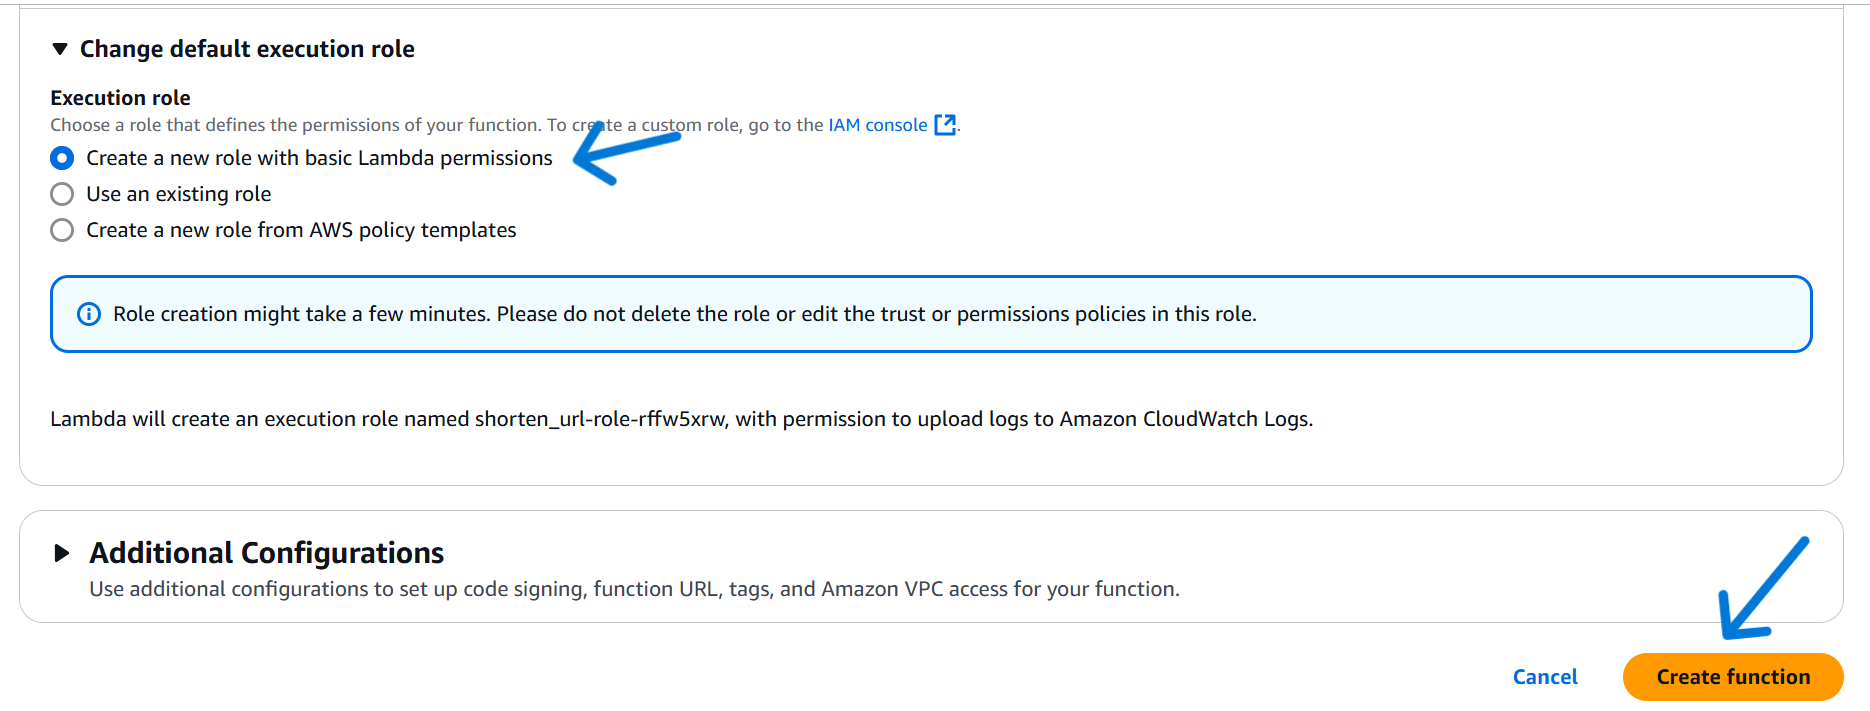 Change default execution role
Execution role
Choose a role that defines the permissions of your function. To create a custom role, go to the IAM console.
Create a new role with basic Lambda permissions
Use an existing role
Create a new role from AWS policy templates
Role creation might take a few minutes. Please do not delete the role or edit the trust or permissions policies in this role.
Lambda will create an execution role named shorten_url-role-rffw5xrw, with permission to upload logs to Amazon CloudWatch Logs.
Additional Configurations
Use additional configurations to set up code signing, function URL, tags, and Amazon VPC access for your function.
Cancel
Create function